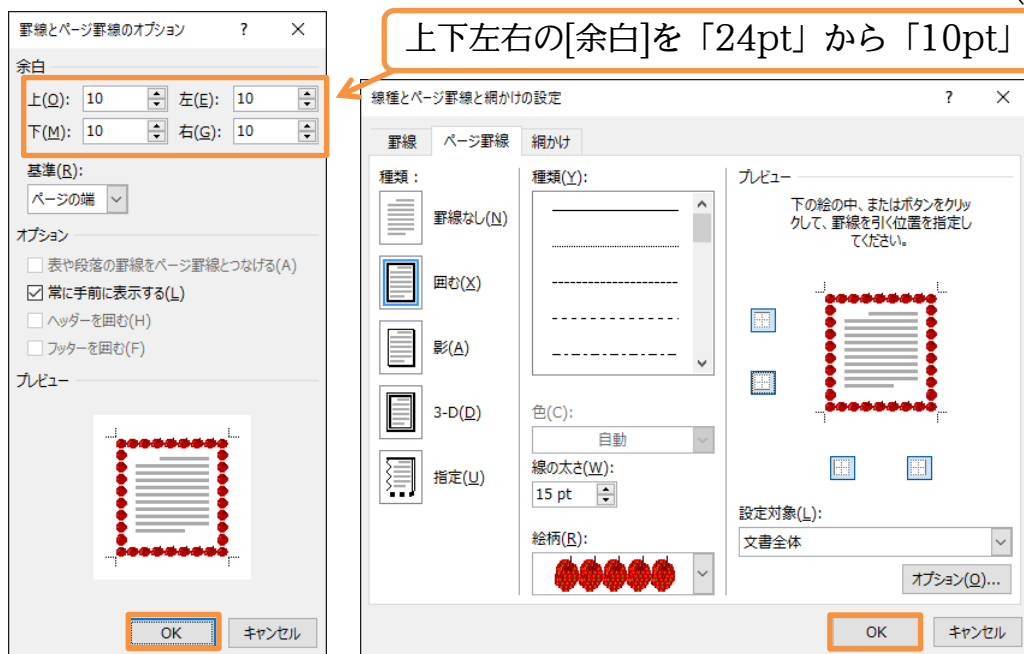 上下左右の[余白]を「24pt」から「10pt」
罫線とページ罫線のオプション ? ×
余白
上(O): 10 左(E): 10
下(M): 10 右(G): 10
基準(R):
ページの端
オプション
表や段落の罫線をページ罫線とつなげる(A)
常に手前に表示する(L)
ヘッダーを囲む(H)
フッターを囲む(F)
プレビュー
OK キャンセル
線種とページ罫線と網かけの設定 ? ×
罫線 ページ罫線 網かけ
種類:
罫線なし(N)
囲む(X)
影(A)
3-D(D)
指定(U)
種類(Y):
色(C):
自動
線の太さ(W):
15 pt
絵柄(R):
プレビュー
下の絵の中、またはボタンをクリッ
クして、罫線を引く位置を指定し
てください。
設定対象(L):
文書全体
オプション(O)...
OK キャンセル